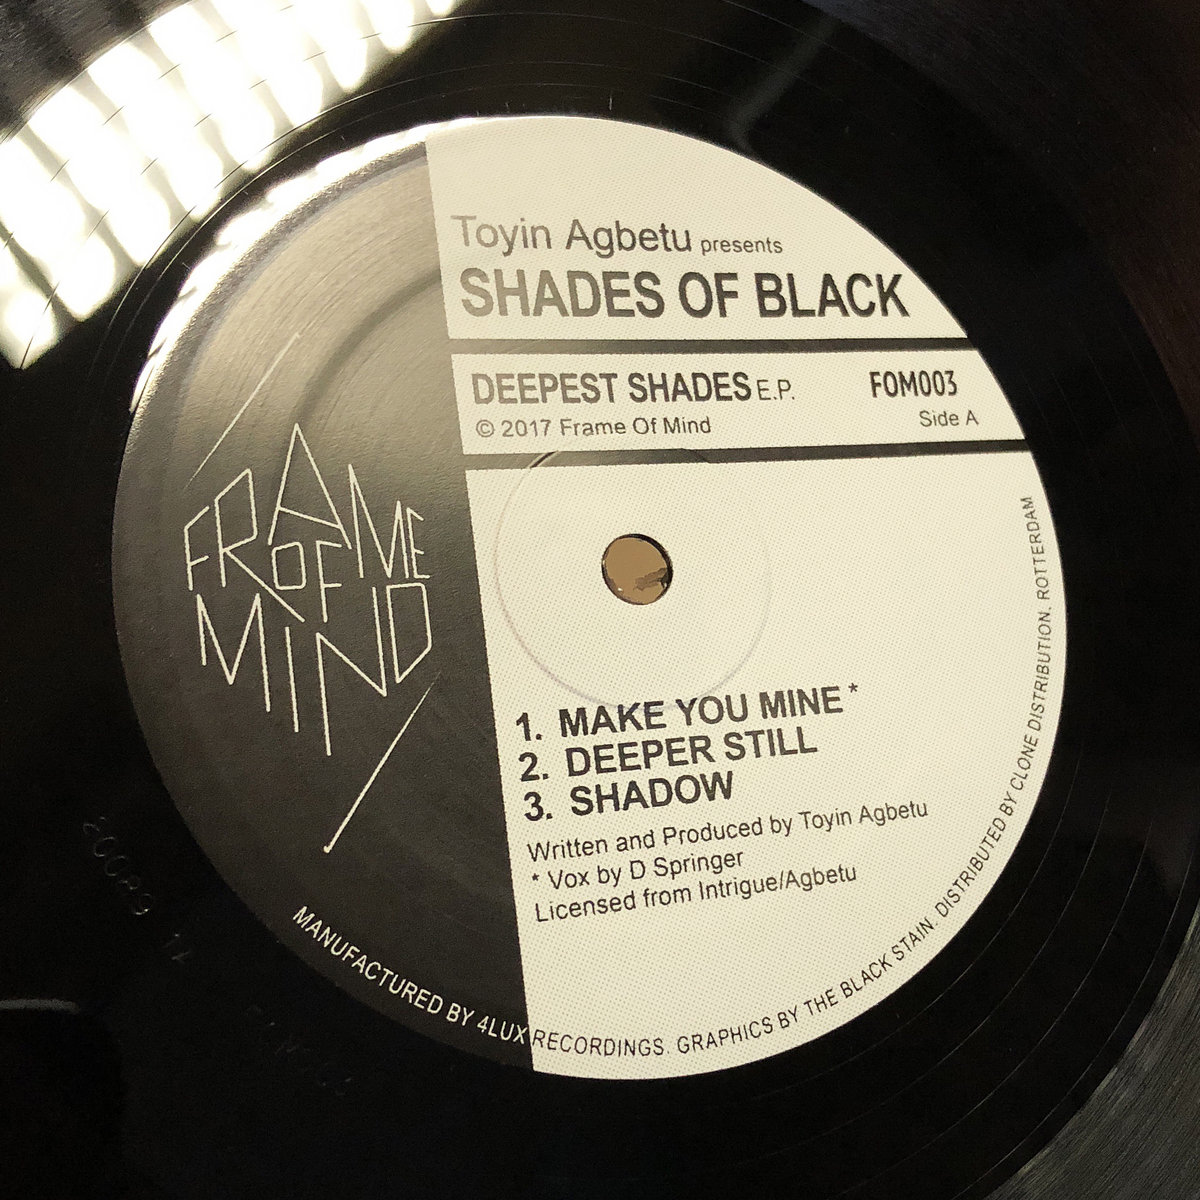 Toyin Agbetu presents
SHADES OF BLACK
DEEPEST SHADES E.P. FOM003
© 2017 Frame Of Mind Side A
FRAME
OF
MIND
1. MAKE YOU MINE *
2. DEEPER STILL
3. SHADOW
Written and Produced by Toyin Agbetu
* Vox by D Springer
Licensed from Intrigue/Agbetu
MANUFACTURED BY 4LUX RECORDINGS. GRAPHICS BY THE BLACK STAIN. DISTRIBUTED BY CLONE DISTRIBUTION. ROTTERDAM